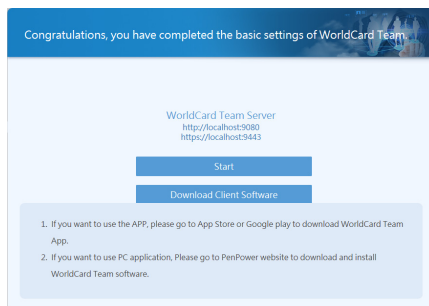 Congratulations, you have completed the basic settings of WorldCard Team.
WorldCard Team Server
http://localhost:9080
https://localhost:9443
Start
Download Client Software
1. If you want to use the APP, please go to App Store or Google play to download WorldCard Team
App.
2. If you want to use PC application, Please go to PenPower website to download and install
WorldCard Team software.